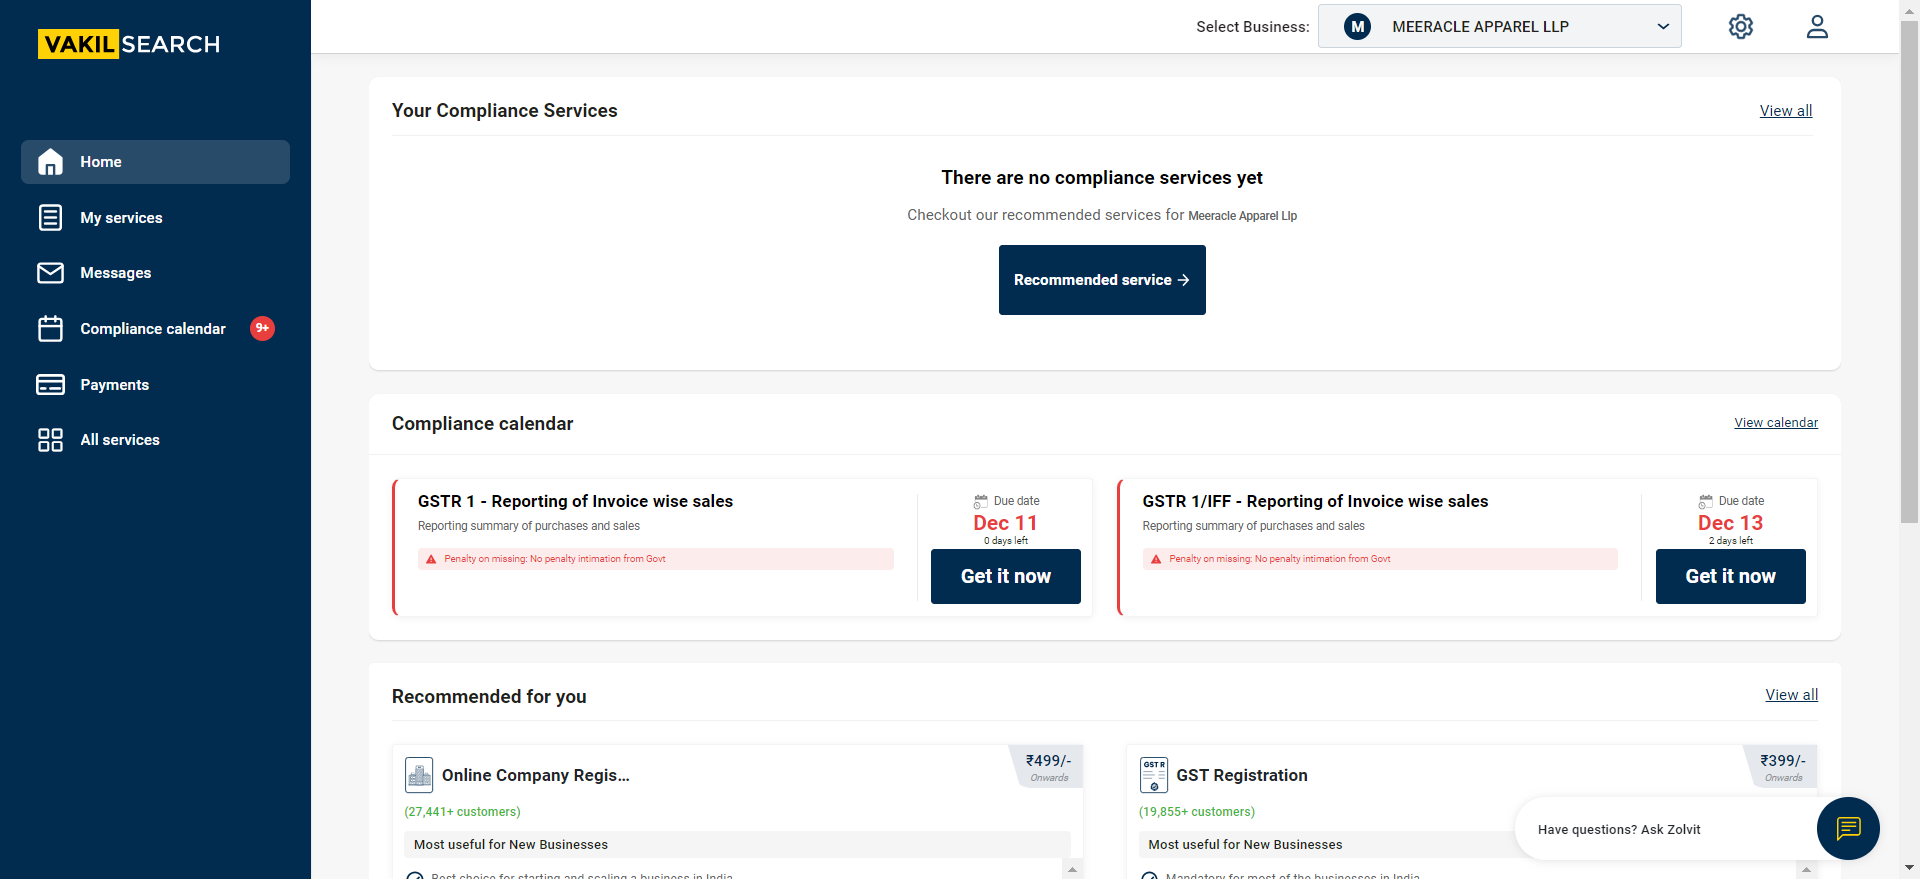 VAKILSEARCH
Select Business:
M
MEERACLE APPAREL LLP
Home
My services
Messages
Compliance calendar
9+
Payments
All services
Your Compliance Services
View all
There are no compliance services yet
Checkout our recommended services for Meeracle Apparel Llp
Recommended service →
Compliance calendar
View calendar
GSTR 1 - Reporting of Invoice wise sales
Reporting summary of purchases and sales
Penalty on missing: No penalty intimation from Govt
Due date
Dec 11
0 days left
Get it now
GSTR 1/IFF - Reporting of Invoice wise sales
Reporting summary of purchases and sales
Penalty on missing: No penalty intimation from Govt
Due date
Dec 13
2 days left
Get it now
Recommended for you
View all
Online Company Regis...
₹499/-
Onwards
(27,441+ customers)
Most useful for New Businesses
Best choice for starting and scaling a business in India
GST R
GST Registration
₹399/-
Onwards
(19,855+ customers)
Most useful for New Businesses
Mandatory for most of the businesses in India
Have questions? Ask Zolvit